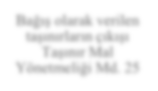 Bağış olarak verilen
taşınırların çıkışı
Taşınır Mal
Yönetmeliği Md. 25